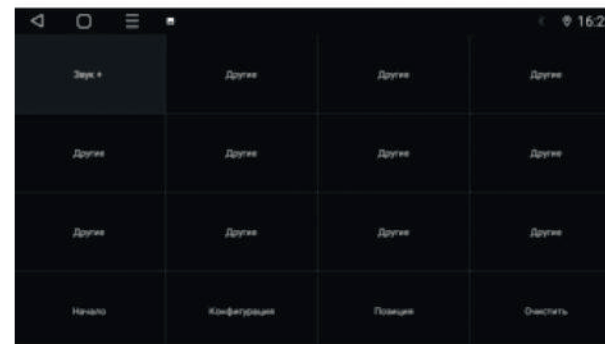 16:2
Звук + Другие Другие Другие
Другие Другие Другие Другие
Другие Другие Другие Другие
Начало Конфигурация Позиция Очистить